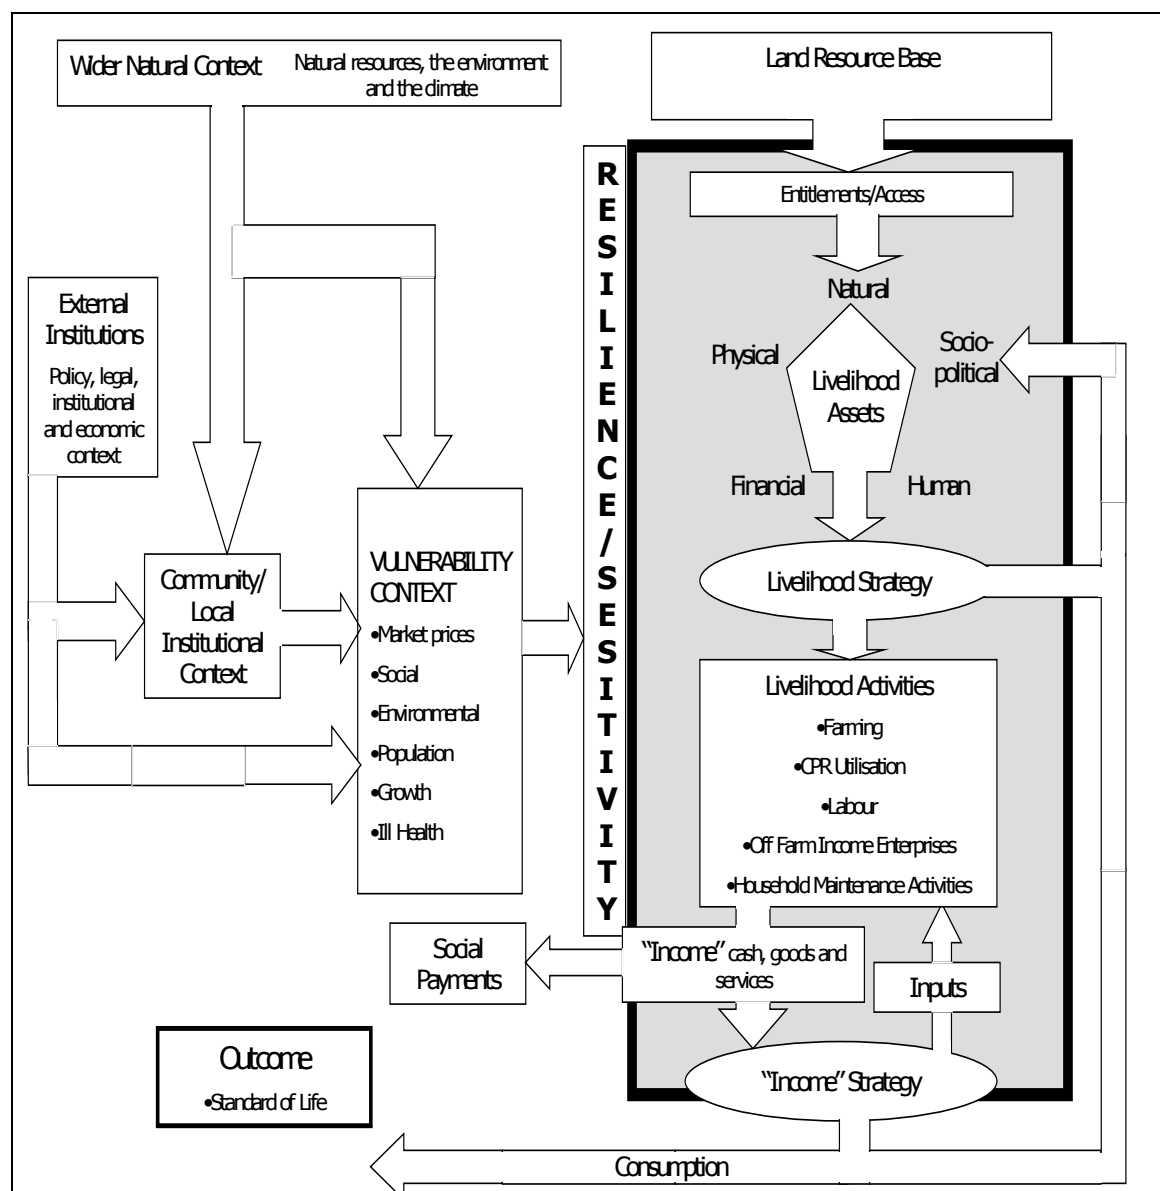 Wider Natural Context
Natural resources, the environment
and the climate
Land Resource Base
Entitlements/Access
RESILIENCE/SESITIVITY
External
Institutions
Policy, legal,
institutional
and economic
context
Natural
Physical
Socio-
political
Livelihood
Assets
Financial
Human
Community/
Local
Institutional
Context
VULNERABILITY
CONTEXT
•Market prices
•Social
•Environmental
•Population
•Growth
•Ill Health
Livelihood Strategy
Livelihood Activities
•Farming
•CPR Utilisation
•Labour
•Off Farm Income Enterprises
•Household Maintenance Activities
Social
Payments
“Income” cash, goods and
services
Inputs
“Income” Strategy
Outcome
•Standard of Life
Consumption